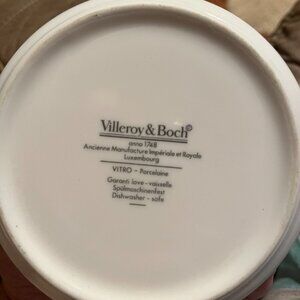 Villeroy & Boch®
anno 1748
Ancienne Manufacture Impériale et Royale
Luxembourg
VITRO - Porcelaine
Garanti lave - vaisselle
Spülmaschinenfest
Dishwasher - safe